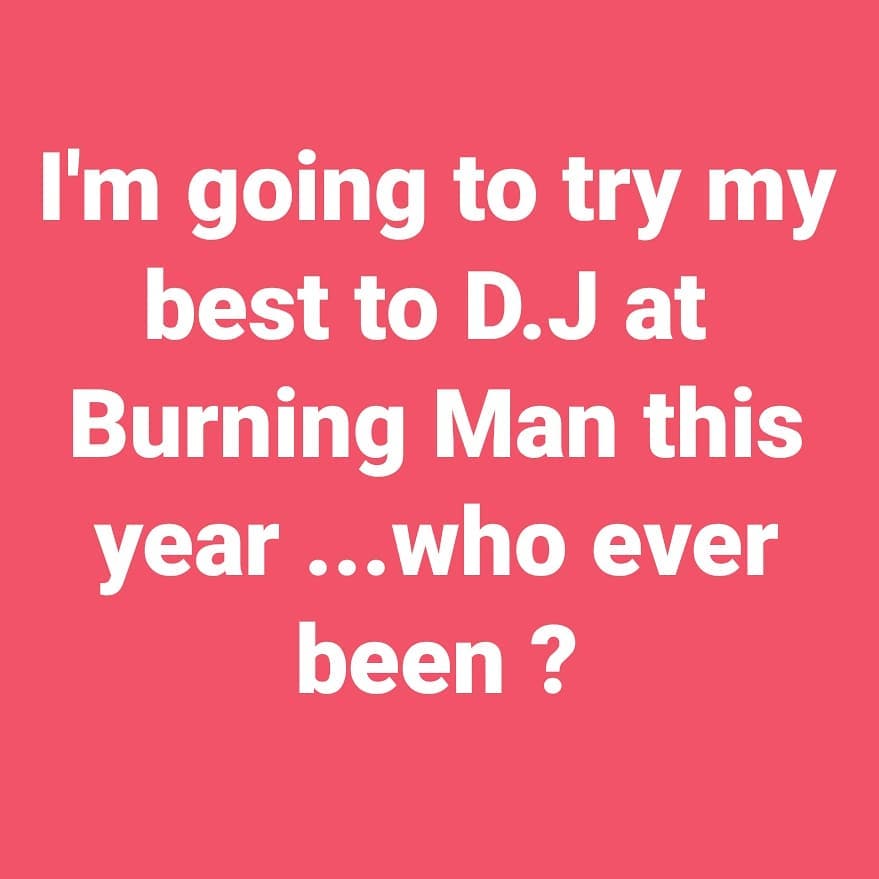 I'm going to try my
best to D.J at
Burning Man this
year ...who ever
been ?